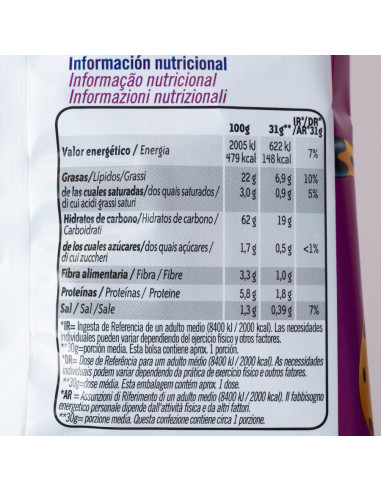 Información nutricional
Informação nutricional
Informazioni nutrizionali
100g 31g** IR*/DR*/AR*31g
Valor energético / Energia 2005 kJ 479 kcal 622 kJ 148 kcal 7%
Grasas/Lípidos/Grassi 22 g 6,9 g 10%
de las cuales saturadas/dos quais saturados/ 3,0 g 0,9 g 5%
di cui acidi grassi saturi
Hidratos de carbono/Hidratos de carbono/ 62 g 19 g
Carboidrati
de los cuales azúcares/dos quais açúcares/ 1,7 g 0,5 g <1%
di cui zuccheri
Fibra alimentaria / Fibra / Fibre 3,3 g 1,0 g
Proteínas / Proteínas / Proteine 5,8 g 1,8 g
Sal / Sal /Sale 1,3 g 0,39 g 7%
*IR= Ingesta de Referencia de un adulto medio (8400 kJ / 2000 kcal). Las necesidades
individuales pueden variar dependiendo del ejercicio físico y otros factores.
**30g=porción media. Esta bolsa contiene aprox. 1 porción.
*DR= Dose de Referência para um adulto médio (8400 kJ / 2000 kcal). As necessidades
individuais podem variar dependendo da prática de exercício físico e outros fatores.
**30g=dose média. Esta embalagem contém aprox. 1 dose.
*AR = Assunzioni di Riferimento di un adulto medio (8400 kJ / 2000 kcal). Il fabbisogno
energetico personale dipende dall'attività fisica e da altri fattori.
**30g= porzione media. Questa confezione contiene circa 1 porzione.